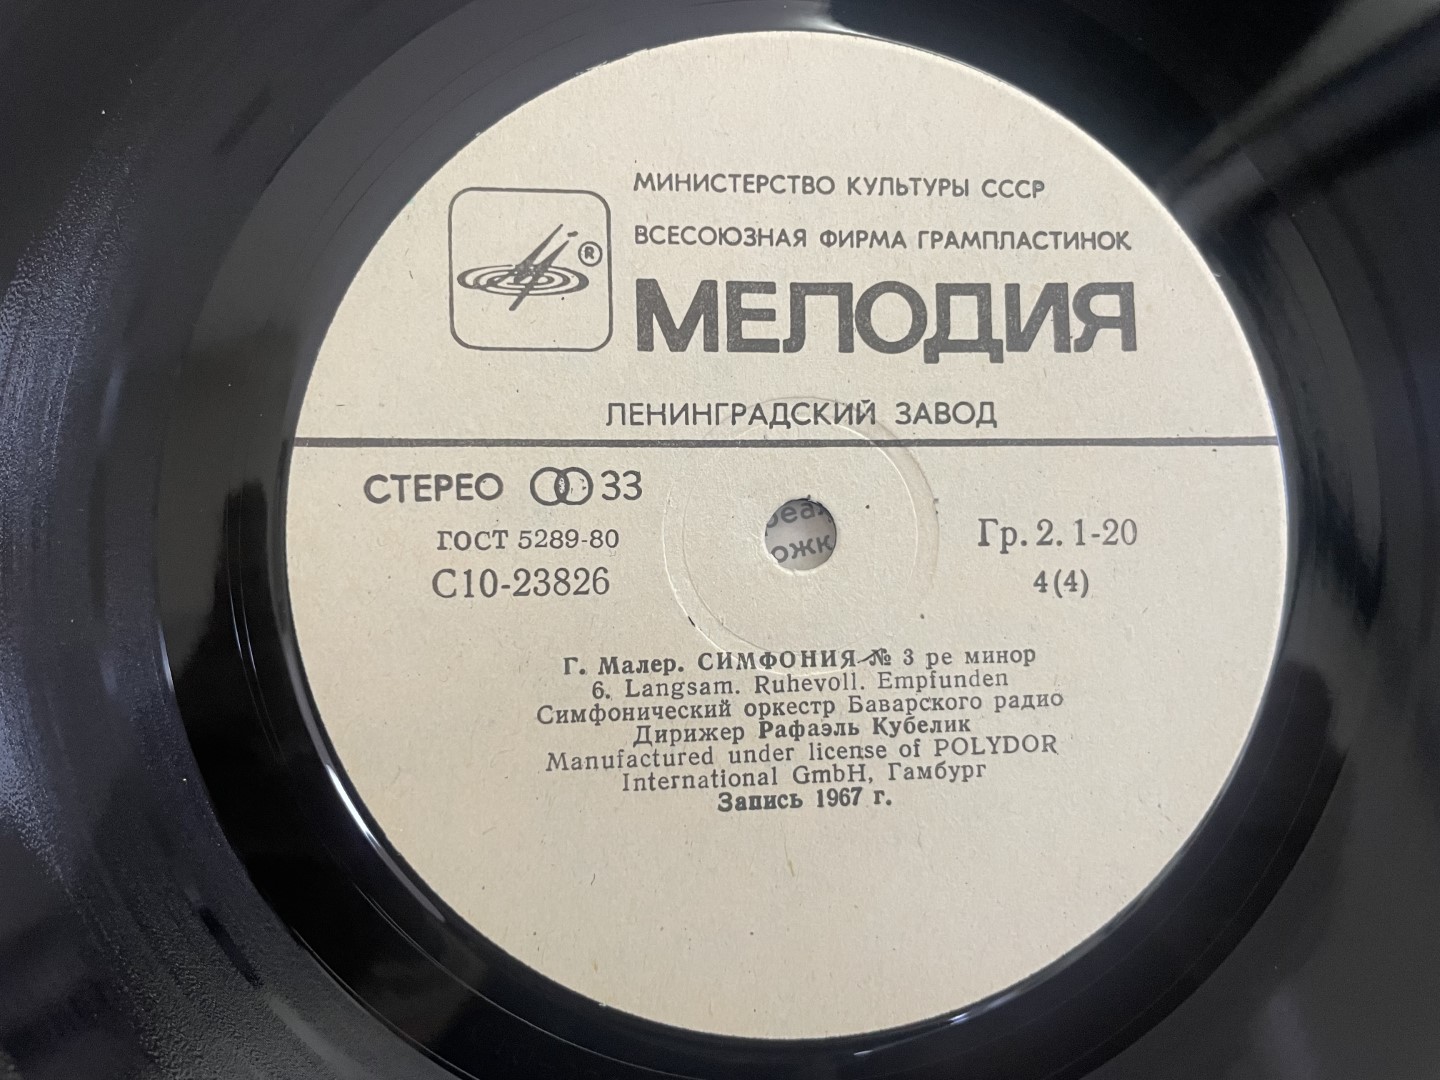 МИНИСТЕРСТВО КУЛЬТУРЫ СССР
ВСЕСОЮЗНАЯ ФИРМА ГРАМПЛАСТИНОК
®
МЕЛОДИЯ
ЛЕНИНГРАДСКИЙ ЗАВОД
СТЕРЕО 33
ГОСТ 5289-80
С10-23826
Гр. 2. 1-20
4(4)
Г. Малер. СИМФОНИЯ № 3 ре минор
6. Langsam. Ruhevoll. Empfunden
Симфонический оркестр Баварского радио
Дирижер Рафаэль Кубелик
Manufactured under license of POLYDOR
International GmbH, Гамбург
Запись 1967 г.